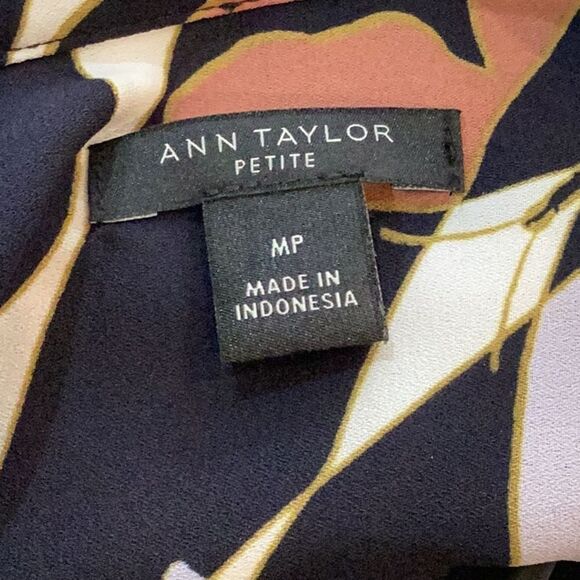 ANN TAYLOR
PETITE
MP
MADE IN
INDONESIA